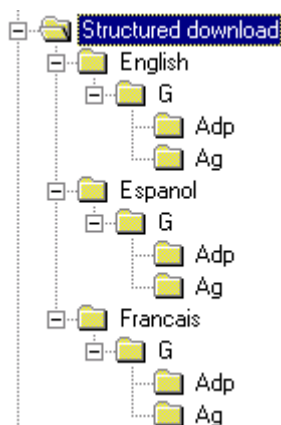 Structured download
English
G
Adp
Ag
Espanol
G
Adp
Ag
Francais
G
Adp
Ag